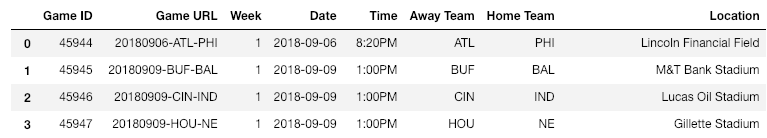 Game ID Game URL Week Date Time Away Team Home Team Location
0 45944 20180906-ATL-PHI 1 2018-09-06 8:20PM ATL PHI Lincoln Financial Field
1 45945 20180909-BUF-BAL 1 2018-09-09 1:00PM BUF BAL M&T Bank Stadium
2 45946 20180909-CIN-IND 1 2018-09-09 1:00PM CIN IND Lucas Oil Stadium
3 45947 20180909-HOU-NE 1 2018-09-09 1:00PM HOU NE Gillette Stadium